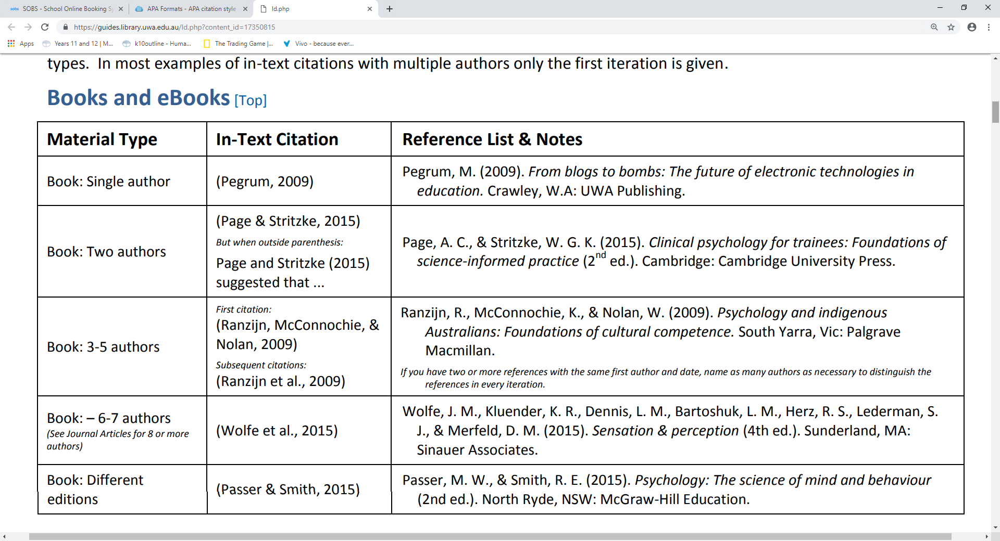 sobs SOBS - School Online Booking Sy
APA Formats - APA citation style
ld.php
https://guides.library.uwa.edu.au/ld.php?content_id=17350815
Apps
Years 11 and 12 | M...
k10outline - Huma...
The Trading Game |...
Vivo - because ever...
types. In most examples of in-text citations with multiple authors only the first iteration is given.
Books and eBooks [Top]
Material Type
In-Text Citation
Reference List & Notes
Book: Single author
(Pegrum, 2009)
Pegrum, M. (2009). From blogs to bombs: The future of electronic technologies in
education. Crawley, W.A: UWA Publishing.
Book: Two authors
(Page & Stritzke, 2015)
But when outside parenthesis:
Page and Stritzke (2015)
suggested that ...
Page, A. C., & Stritzke, W. G. K. (2015). Clinical psychology for trainees: Foundations of
science-informed practice (2nd ed.). Cambridge: Cambridge University Press.
Book: 3-5 authors
First citation:
(Ranzijn, McConnochie, &
Nolan, 2009)
Subsequent citations:
(Ranzijn et al., 2009)
Ranzijn, R., McConnochie, K., & Nolan, W. (2009). Psychology and indigenous
Australians: Foundations of cultural competence. South Yarra, Vic: Palgrave
Macmillan.
If you have two or more references with the same first author and date, name as many authors as necessary to distinguish the
references in every iteration.
Book: – 6-7 authors
(See Journal Articles for 8 or more
authors)
(Wolfe et al., 2015)
Wolfe, J. M., Kluender, K. R., Dennis, L. M., Bartoshuk, L. M., Herz, R. S., Lederman, S.
J., & Merfeld, D. M. (2015). Sensation & perception (4th ed.). Sunderland, MA:
Sinauer Associates.
Book: Different
editions
(Passer & Smith, 2015)
Passer, M. W., & Smith, R. E. (2015). Psychology: The science of mind and behaviour
(2nd ed.). North Ryde, NSW: McGraw-Hill Education.